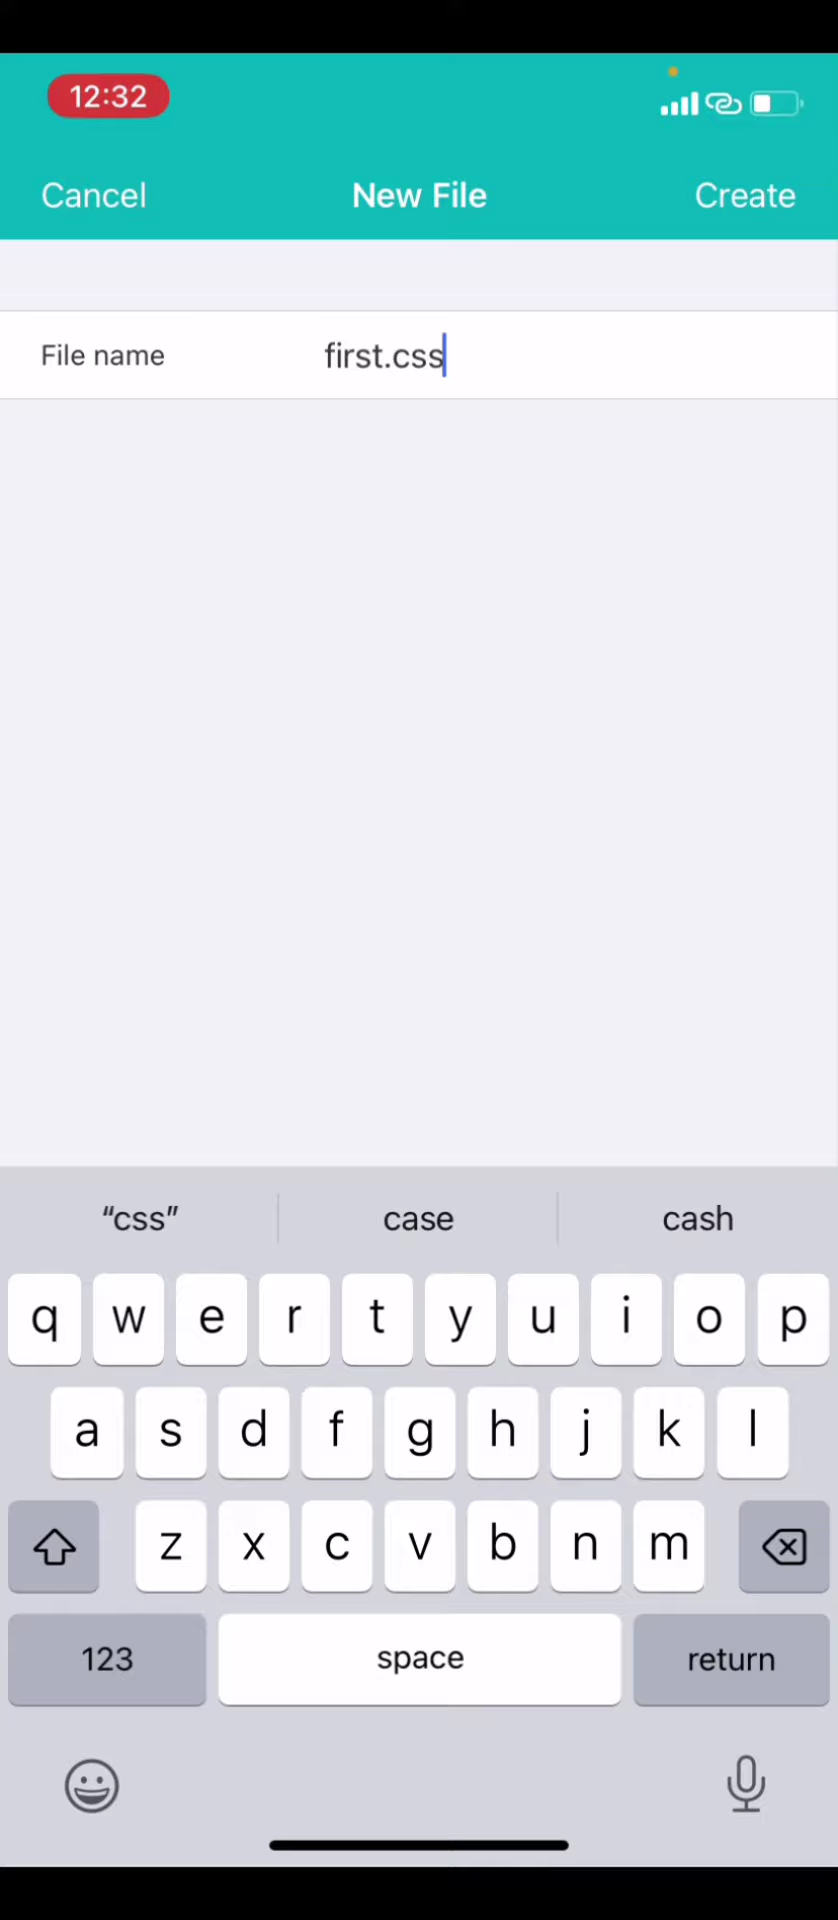 12:32
Cancel New File Create
File name first.css
“css” case cash
q w e r t y u i o p
a s d f g h j k l
z x c v b n m
123 space return